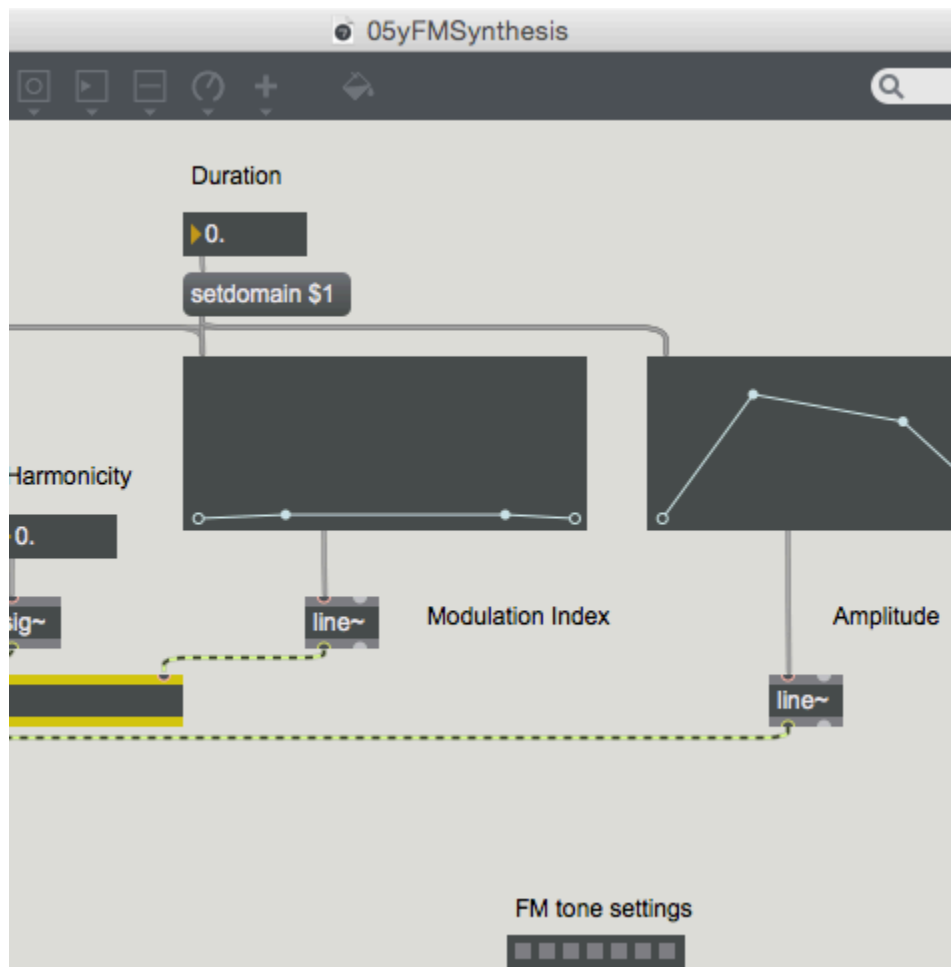 05yFMSynthesis
Duration
0.
setdomain $1
Harmonicity
0.
sig~
line~
Modulation Index
Amplitude
line~
FM tone settings